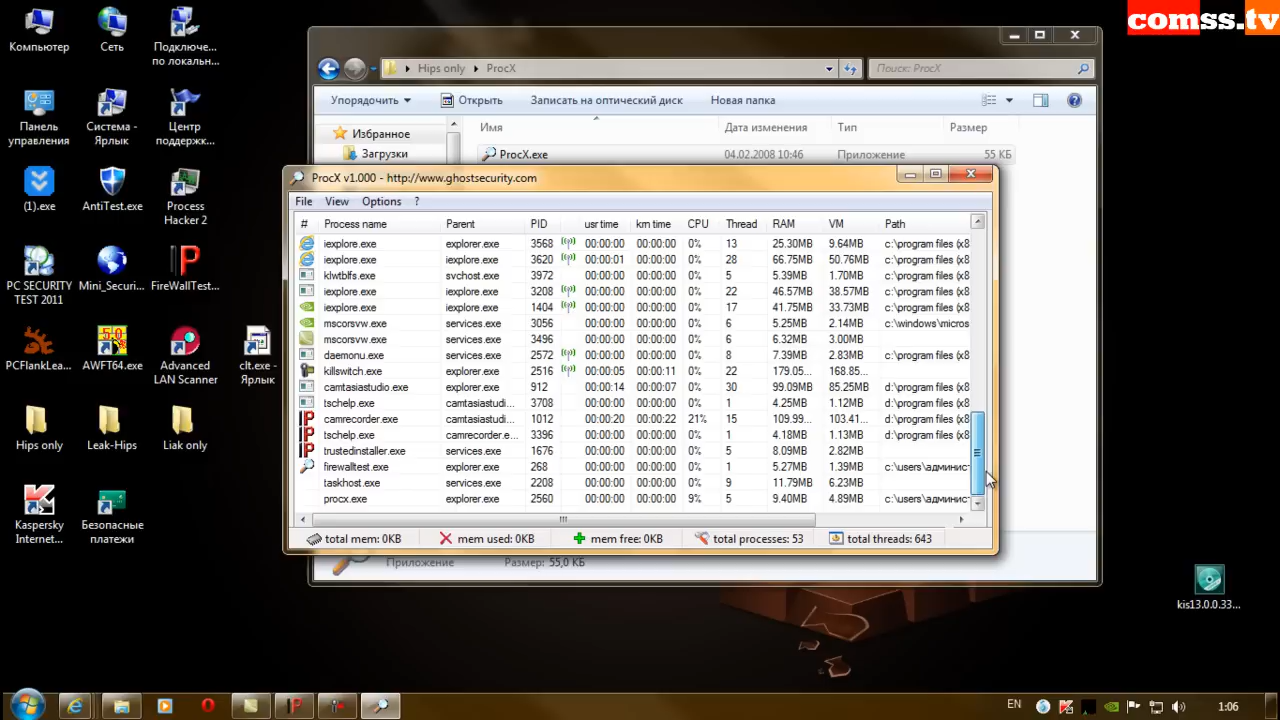 comss.tv
Компьютер
Сеть
Подключе...
по локальн...
Панель
управления
Система -
Ярлык
Центр
поддержк...
(1).exe
AntiTest.exe
Process
Hacker 2
PC SECURITY
TEST 2011
Mini_Securi...
FireWallTest...
PCFlankLea...
AWFT64.exe
Advanced
LAN Scanner
clt.exe -
Ярлык
Hips only
Leak-Hips
Liak only
Kaspersky
Internet...
Безопасные
платежи
kis13.0.0.33...
Hips only
ProcX
Поиск: ProcX
Упорядочить
Открыть
Записать на оптический диск
Новая папка
Избранное
Загрузки
Имя
Дата изменения
Тип
Размер
ProcX.exe
04.02.2008 10:46
Приложение
55 КБ
ProcX v1.000 - http://www.ghostsecurity.com
File View Options ?
# Process name Parent PID usr time km time CPU Thread RAM VM Path
iexplore.exe explorer.exe 3568 00:00:00 00:00:00 0% 13 25.30MB 9.64MB c:\program files (x8
iexplore.exe iexplore.exe 3620 00:00:01 00:00:00 0% 28 66.75MB 50.76MB c:\program files (x8
klwtblfs.exe svchost.exe 3972 00:00:00 00:00:00 0% 5 5.39MB 1.70MB c:\program files (x8
iexplore.exe iexplore.exe 3208 00:00:00 00:00:00 0% 22 46.57MB 38.57MB c:\program files (x8
iexplore.exe iexplore.exe 1404 00:00:00 00:00:00 0% 17 41.75MB 33.73MB c:\program files (x8
mscorsvw.exe services.exe 3056 00:00:00 00:00:00 0% 6 5.25MB 2.14MB c:\windows\micros
mscorsvw.exe services.exe 3496 00:00:00 00:00:00 0% 6 6.32MB 3.00MB
daemonu.exe services.exe 2572 00:00:00 00:00:00 0% 8 7.39MB 2.83MB c:\program files (x8
killswitch.exe explorer.exe 2516 00:00:05 00:00:11 0% 22 179.05... 168.85...
camtasiastudio.exe explorer.exe 912 00:00:14 00:00:07 0% 30 99.09MB 85.25MB d:\program files (x8
tschelp.exe camtasiastudi... 3708 00:00:00 00:00:00 0% 1 4.25MB 1.12MB d:\program files (x8
camrecorder.exe camtasiastudi... 1012 00:00:20 00:00:22 21% 15 109.99... 103.41... d:\program files (x8
tschelp.exe camrecorder.e... 3396 00:00:00 00:00:00 0% 1 4.18MB 1.13MB d:\program files (x8
trustedinstaller.exe services.exe 1676 00:00:00 00:00:00 0% 5 8.09MB 2.82MB
firewalltest.exe explorer.exe 268 00:00:00 00:00:00 0% 1 5.27MB 1.39MB c:\users\админис
taskhost.exe services.exe 2208 00:00:00 00:00:00 0% 9 11.79MB 6.23MB
procx.exe explorer.exe 2560 00:00:00 00:00:00 9% 5 9.40MB 4.89MB c:\users\админис
total mem: 0KB mem used: 0KB mem free: 0KB total processes: 53 total threads: 643
Приложение
Размер: 55,0 КБ
EN
1:06